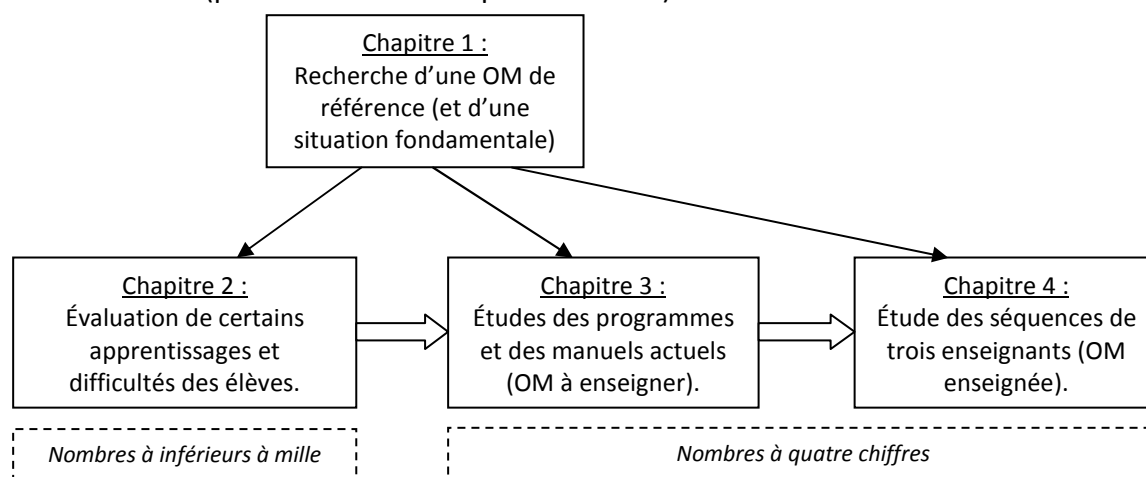 Chapitre 1 :
Recherche d’une OM de
référence (et d’une
situation fondamentale)
Chapitre 2 :
Évaluation de certains
apprentissages et
difficultés des élèves.
Chapitre 3 :
Études des programmes
et des manuels actuels
(OM à enseigner).
Chapitre 4 :
Étude des séquences de
trois enseignants (OM
enseignée).
Nombres à inférieurs à mille
Nombres à quatre chiffres